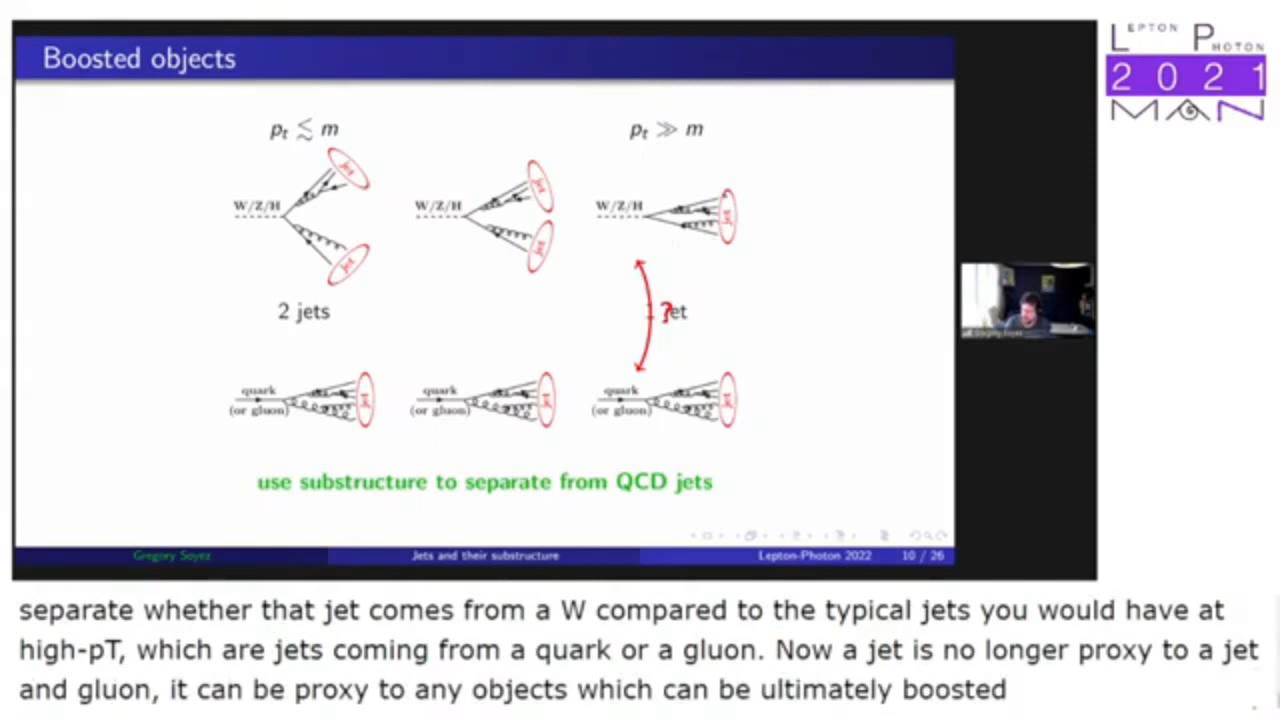 Boosted objects
LEPTON PHOTON
2021
MAN
pt ≲ m
pt ≫ m
W/Z/H
jet
jet
W/Z/H
jet
jet
W/Z/H
jet
2 jets
?
et
quark
(or gluon)
jet
quark
(or gluon)
jet
quark
(or gluon)
jet
use substructure to separate from QCD jets
Gregory Soyez
Jets and their substructure
Lepton-Photon 2022
10 / 26
separate whether that jet comes from a W compared to the typical jets you would have at
high-pT, which are jets coming from a quark or a gluon. Now a jet is no longer proxy to a jet
and gluon, it can be proxy to any objects which can be ultimately boosted